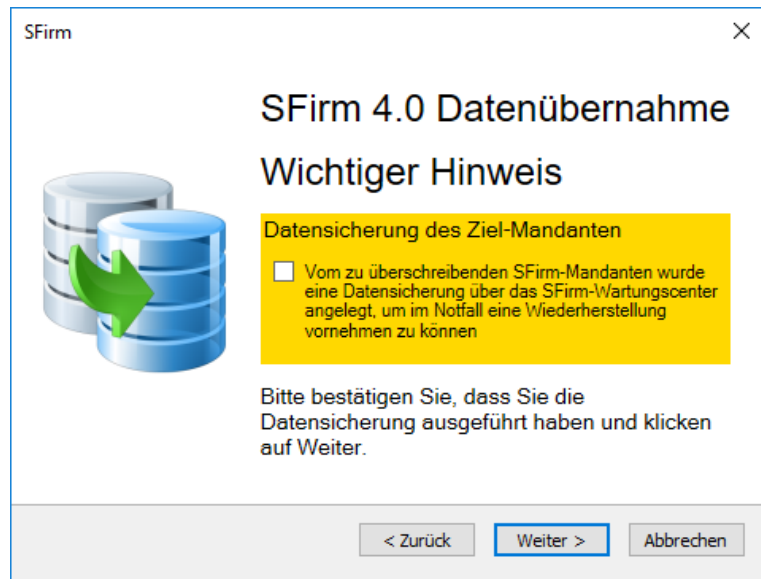 SFirm
SFirm 4.0 Datenübernahme
Wichtiger Hinweis
Datensicherung des Ziel-Mandanten
Vom zu überschreibenden SFirm-Mandanten wurde
eine Datensicherung über das SFirm-Wartungscenter
angelegt, um im Notfall eine Wiederherstellung
vornehmen zu können
Bitte bestätigen Sie, dass Sie die
Datensicherung ausgeführt haben und klicken
auf Weiter.
< Zurück
Weiter >
Abbrechen